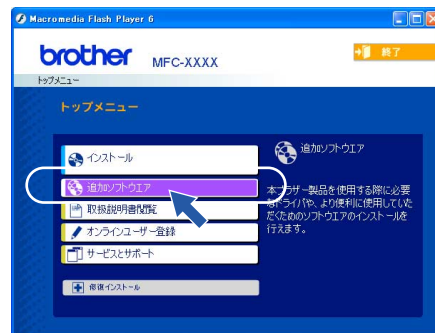 Macromedia Flash Player 6
brother MFC-XXXX
終了
トップメニュー
トップメニュー
インストール
追加ソフトウエア
取扱説明書閲覧
オンラインユーザー登録
サービスとサポート
修復インストール
追加ソフトウエア
本ブラザー製品を使用する際に必要
なドライバや、より便利に使用していた
だくためのソフトウエアのインストールを
行えます。